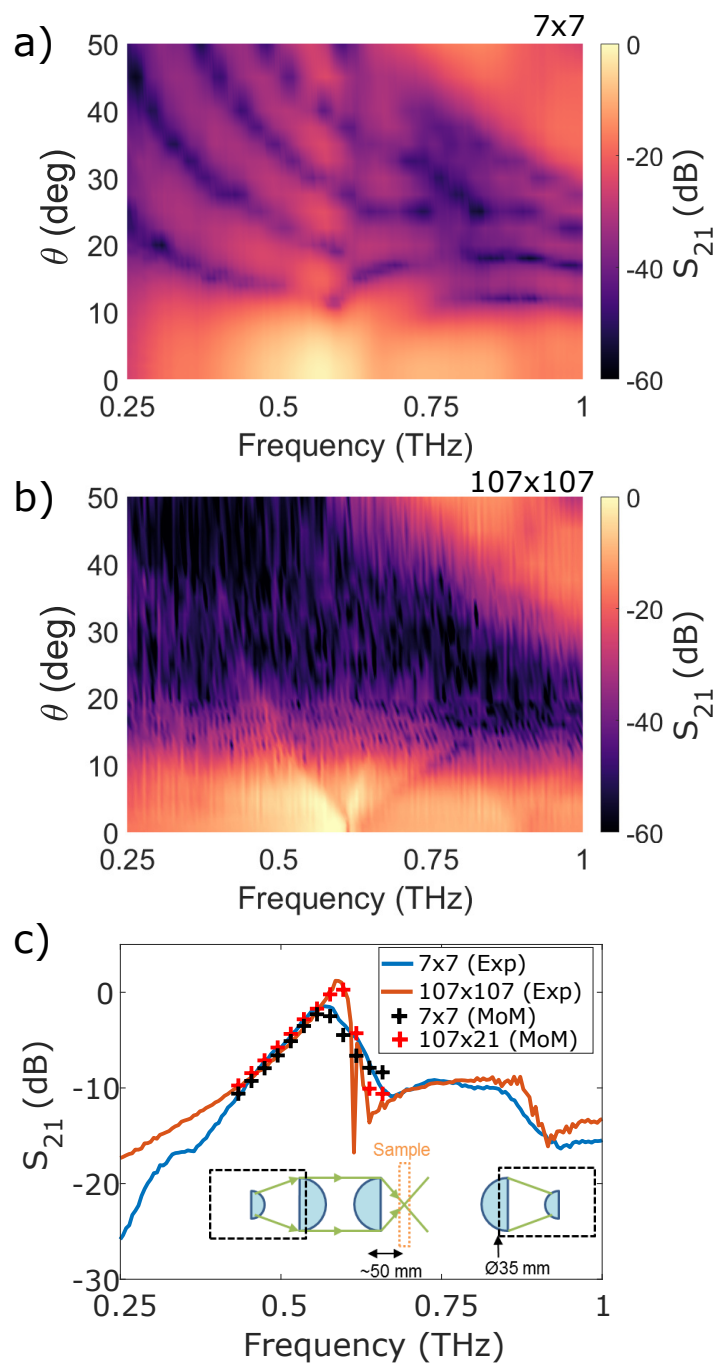 a)
7x7
50
40
30
20
10
0
θ (deg)
0.25
0.5
0.75
1
Frequency (THz)
0
-20
-40
-60
S21 (dB)
b)
107x107
50
40
30
20
10
0
θ (deg)
0.25
0.5
0.75
1
Frequency (THz)
0
-20
-40
-60
S21 (dB)
c)
0
-10
-20
-30
S21 (dB)
7x7 (Exp)
107x107 (Exp)
7x7 (MoM)
107x21 (MoM)
Sample
~50 mm
Ø35 mm
0.25
0.5
0.75
1
Frequency (THz)